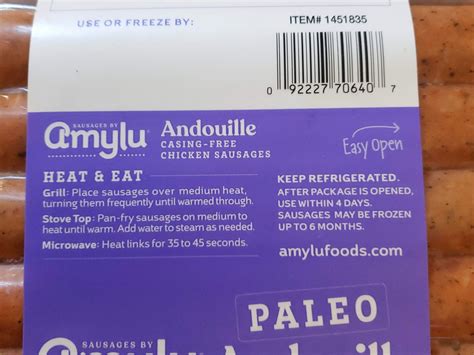 USE OR FREEZE BY:
ITEM# 1451835
0 92227 70640 7
SAUSAGES BY
amylu
Andouille
CASING-FREE
CHICKEN SAUSAGES
Easy Open
HEAT & EAT
Grill: Place sausages over medium heat,
turning them frequently until warmed through.
Stove Top: Pan-fry sausages on medium to
heat until warm. Add water to steam as needed.
Microwave: Heat links for 35 to 45 seconds.
KEEP REFRIGERATED.
AFTER PACKAGE IS OPENED,
USE WITHIN 4 DAYS.
SAUSAGES MAY BE FROZEN
UP TO 6 MONTHS.
amylufoods.com
PALEO
SAUSAGES BY
amylu
Andouille